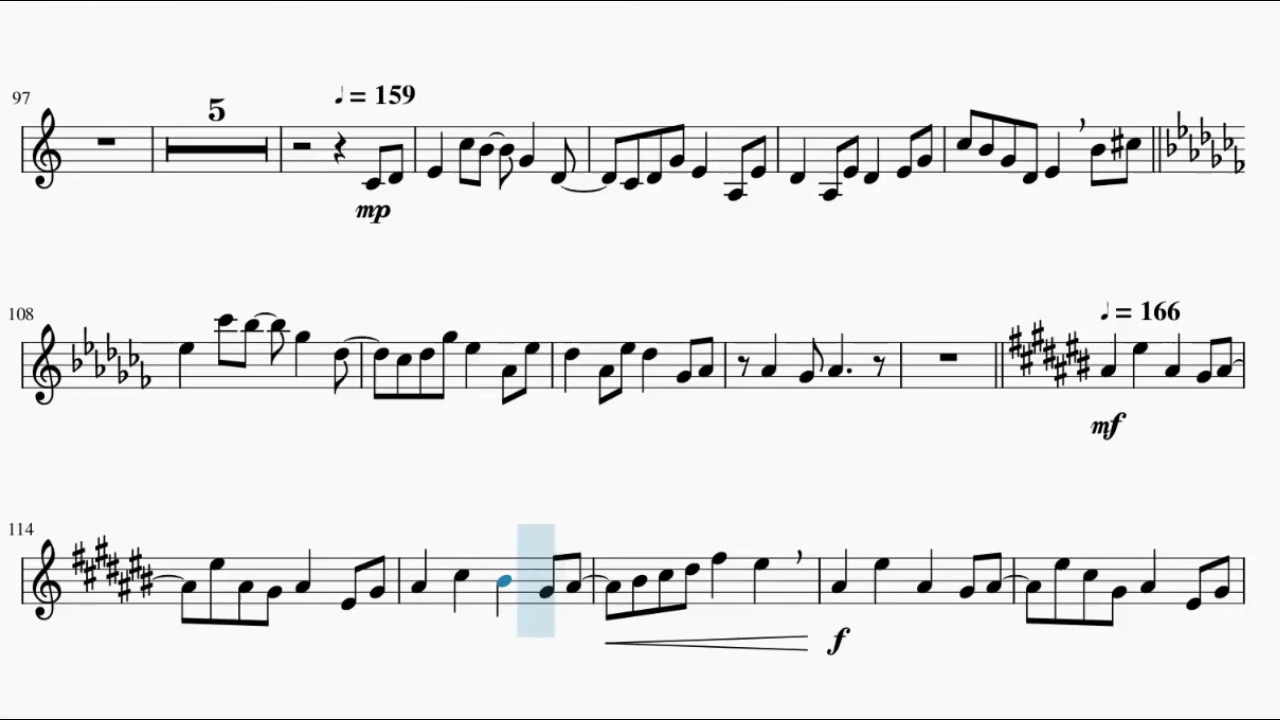 97
5
♩ = 159
mp
108
♩ = 166
mf
114
f